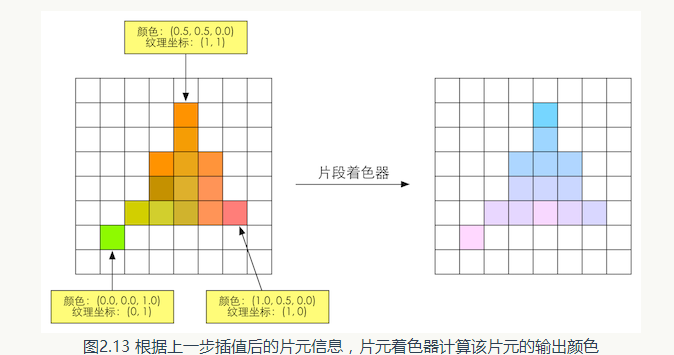 颜色：(0.5, 0.5, 0.0)
纹理坐标：(1, 1)
片段着色器
颜色：(0.0, 0.0, 1.0)
纹理坐标：(0, 1)
颜色：(1.0, 0.5, 0.0)
纹理坐标：(1, 0)
图2.13 根据上一步插值后的片元信息，片元着色器计算该片元的输出颜色